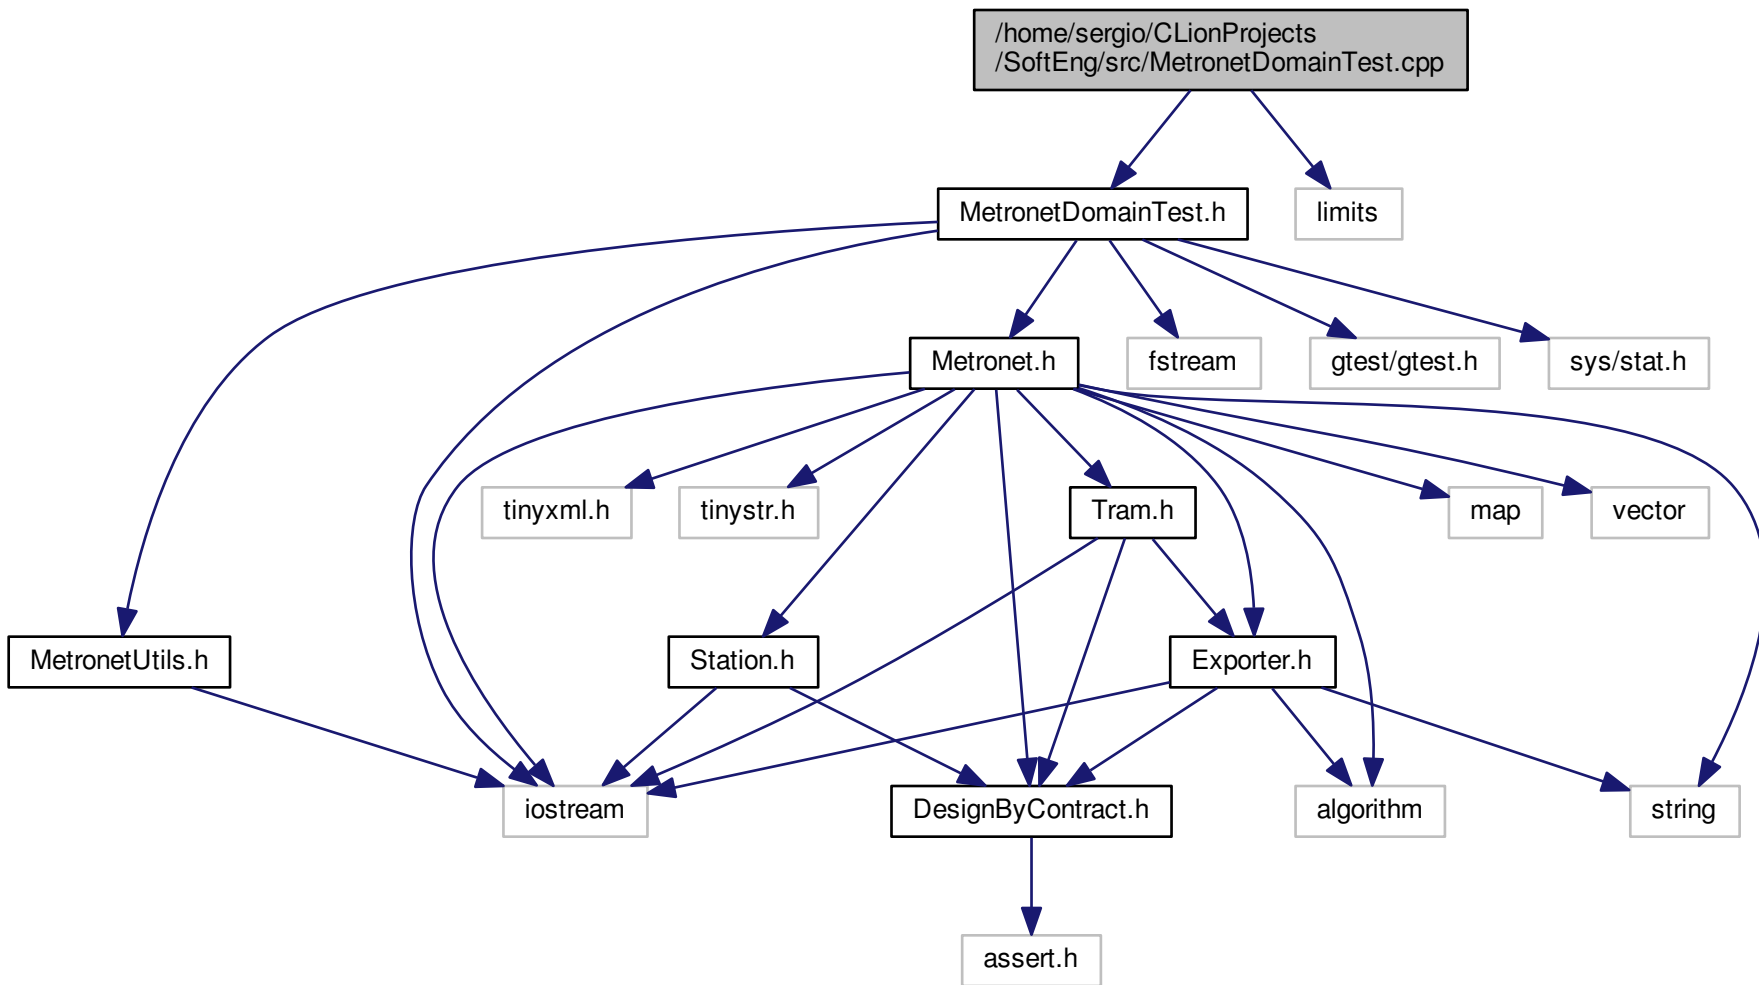 /home/sergio/CLionProjects
/SoftEng/src/MetronetDomainTest.cpp
MetronetDomainTest.h
limits
Metronet.h
fstream
gtest/gtest.h
sys/stat.h
tinyxml.h
tinystr.h
Tram.h
map
vector
MetronetUtils.h
Station.h
Exporter.h
iostream
DesignByContract.h
algorithm
string
assert.h